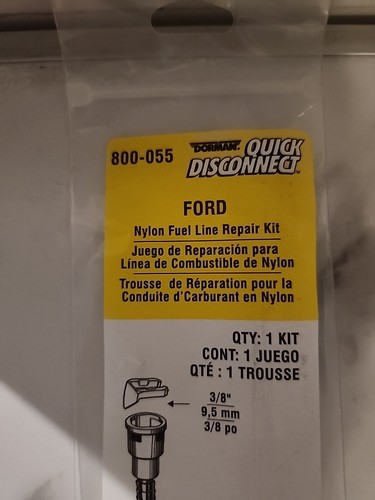 800-055
DORMAN QUICK
DISCONNECT™
FORD
Nylon Fuel Line Repair Kit
Juego de Reparación para
Línea de Combustible de Nylon
Trousse de Réparation pour la
Conduite d'Carburant en Nylon
QTY: 1 KIT
CONT: 1 JUEGO
QTÉ : 1 TROUSSE
3/8"
9,5 mm
3/8 po